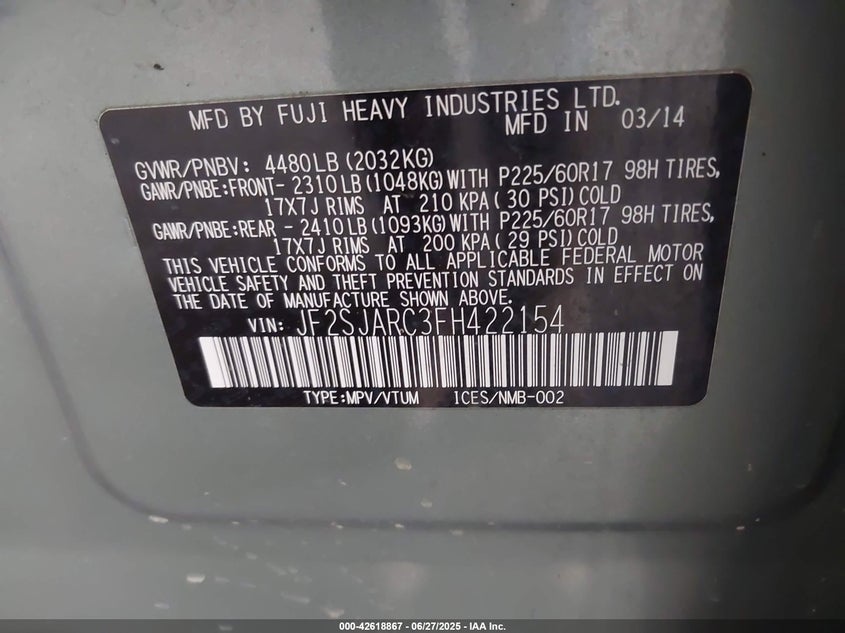 MFD BY FUJI HEAVY INDUSTRIES LTD.
MFD IN 03/14
GVWR/PNBV: 4480LB(2032KG)
GAWR/PNBE:FRONT- 2310LB(1048KG)WITH P225/60R17 98H TIRES,
17X7J RIMS AT 210 KPA(30 PSI)COLD
GAWR/PNBE:REAR - 2410LB(1093KG)WITH P225/60R17 98H TIRES,
17X7J RIMS AT 200 KPA(29 PSI)COLD
THIS VEHICLE CONFORMS TO ALL APPLICABLE FEDERAL MOTOR
VEHICLE SAFETY AND THEFT PREVENTION STANDARDS IN EFFECT ON
THE DATE OF MANUFACTURE SHOWN ABOVE.
VIN: JF2SJARC3FH422154
TYPE:MPV/VTUM ICES/NMB-002
000-42618867 - 06/27/2025 - IAA Inc.